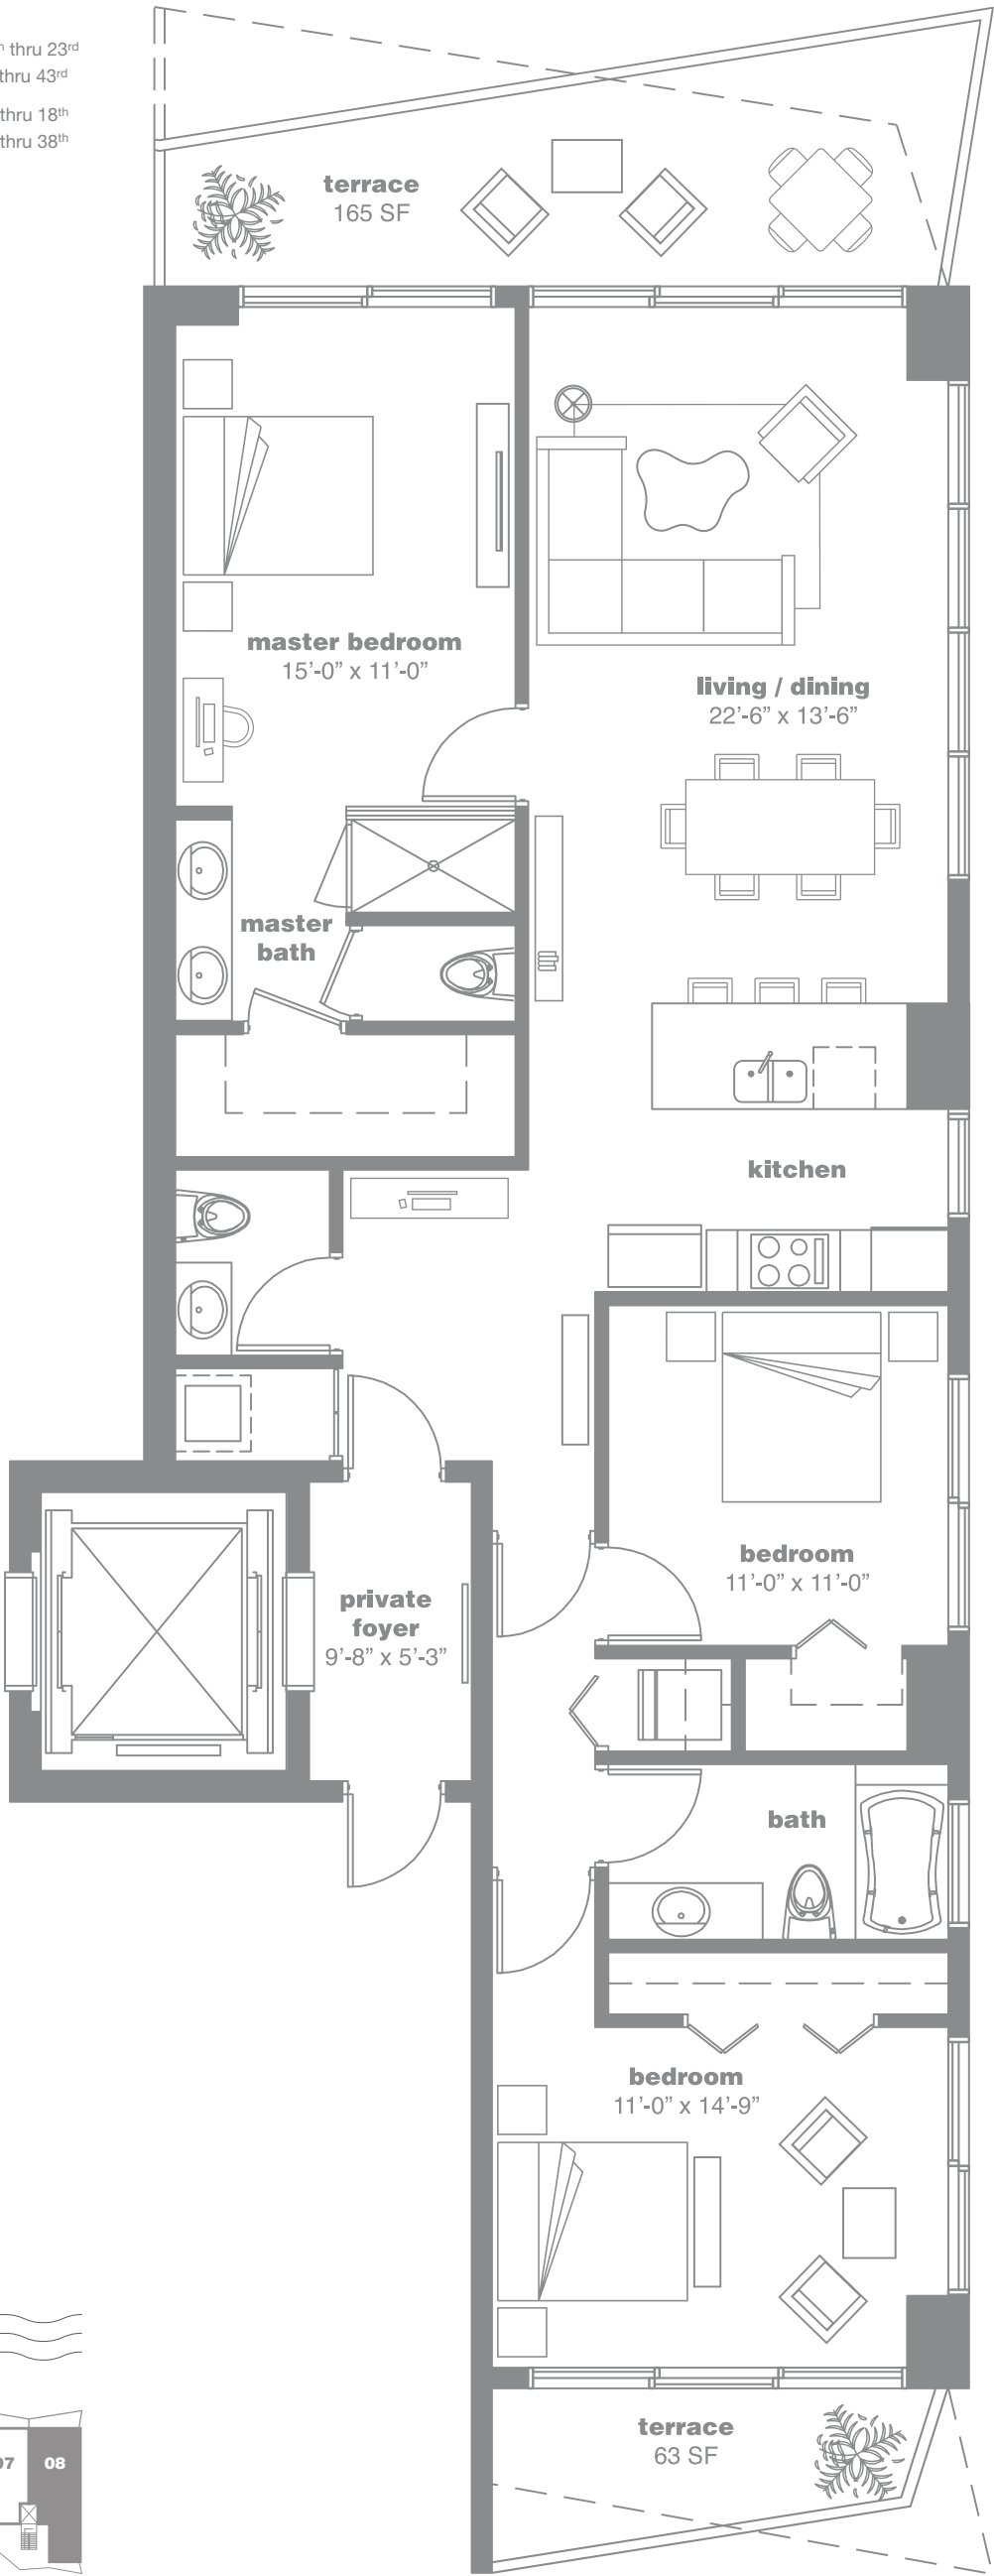 thru 23rd
thru 43rd
thru 18th
thru 38th
terrace
165 SF
master bedroom
15’-0” x 11’-0”
living / dining
22’-6” x 13’-6”
master
bath
kitchen
bedroom
11’-0” x 11’-0”
private
foyer
9’-8” x 5’-3”
bath
bedroom
11’-0” x 14’-9”
terrace
63 SF
07 08